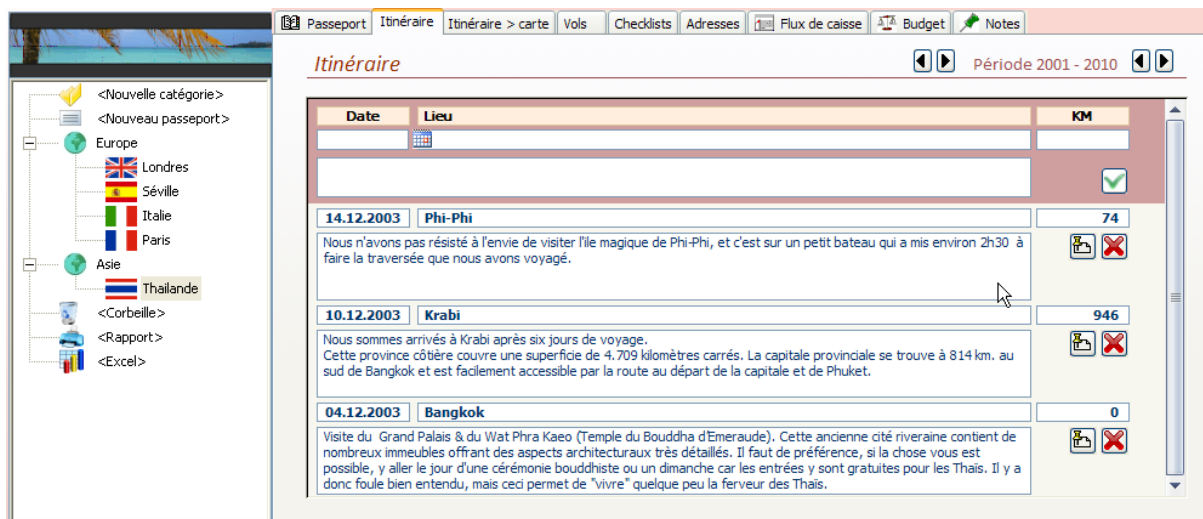 Passeport Itinéraire Itinéraire > carte Vols Checklists Adresses Flux de caisse Budget Notes
Itinéraire Période 2001 - 2010
<Nouvelle catégorie>
<Nouveau passeport>
Europe
Londres
Séville
Italie
Paris
Asie
Thailande
<Corbeille>
<Rapport>
<Excel>
Date Lieu KM
14.12.2003 Phi-Phi 74
Nous n'avons pas résisté à l'envie de visiter l'ile magique de Phi-Phi, et c'est sur un petit bateau qui a mis environ 2h30 à
faire la traversée que nous avons voyagé.
10.12.2003 Krabi 946
Nous sommes arrivés à Krabi après six jours de voyage.
Cette province côtière couvre une superficie de 4.709 kilomètres carrés. La capitale provinciale se trouve à 814 km. au
sud de Bangkok et est facilement accessible par la route au départ de la capitale et de Phuket.
04.12.2003 Bangkok 0
Visite du Grand Palais & du Wat Phra Kaeo (Temple du Bouddha d'Emeraude). Cette ancienne cité riveraine contient de
nombreux immeubles offrant des aspects architecturaux très détaillés. Il faut de préférence, si la chose vous est
possible, y aller le jour d'une cérémonie bouddhiste ou un dimanche car les entrées y sont gratuites pour les Thaïs. Il y a
donc foule bien entendu, mais ceci permet de "vivre" quelque peu la ferveur des Thaïs.